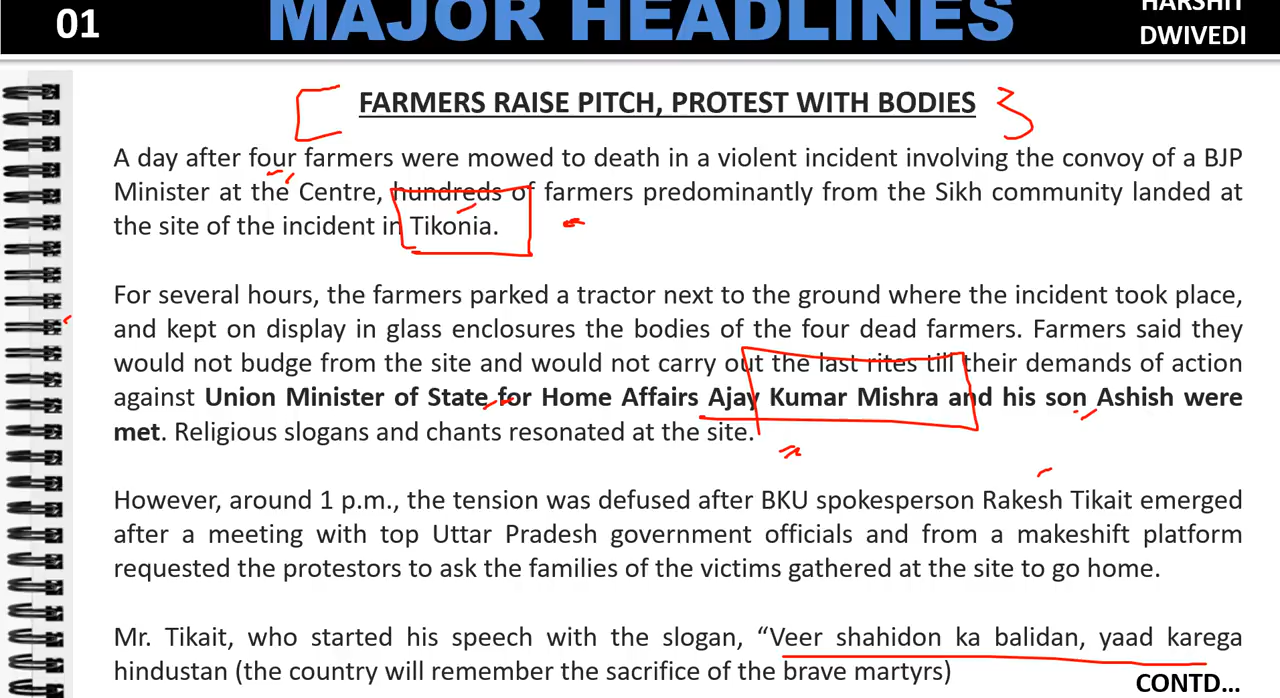 01
MAJOR HEADLINES
HARSHIT
DWIVEDI
FARMERS RAISE PITCH, PROTEST WITH BODIES
A day after four farmers were mowed to death in a violent incident involving the convoy of a BJP
Minister at the Centre, hundreds of farmers predominantly from the Sikh community landed at
the site of the incident in Tikonia.
For several hours, the farmers parked a tractor next to the ground where the incident took place,
and kept on display in glass enclosures the bodies of the four dead farmers. Farmers said they
would not budge from the site and would not carry out the last rites till their demands of action
against Union Minister of State for Home Affairs Ajay Kumar Mishra and his son Ashish were
met. Religious slogans and chants resonated at the site.
However, around 1 p.m., the tension was defused after BKU spokesperson Rakesh Tikait emerged
after a meeting with top Uttar Pradesh government officials and from a makeshift platform
requested the protestors to ask the families of the victims gathered at the site to go home.
Mr. Tikait, who started his speech with the slogan, “Veer shahidon ka balidan, yaad karega
hindustan (the country will remember the sacrifice of the brave martyrs)
CONTD...